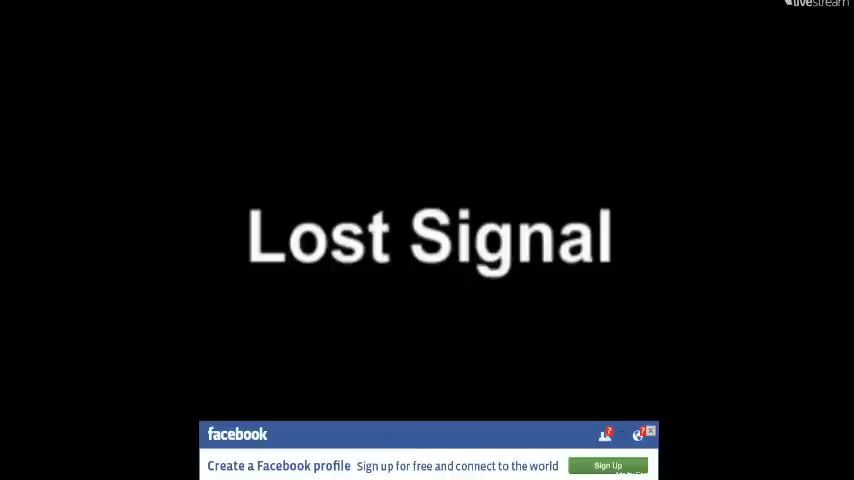 livestream
Lost Signal
facebook
Create a Facebook profile Sign up for free and connect to the world
Sign Up